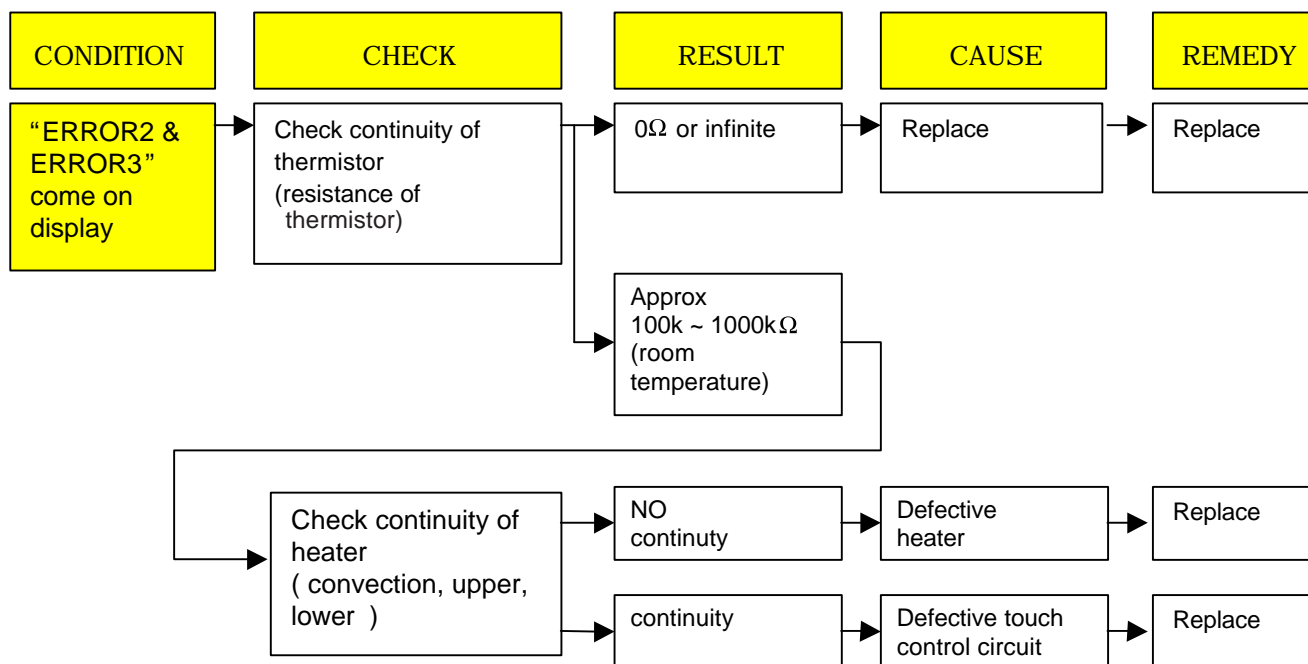 CONDITION
CHECK
RESULT
CAUSE
REMEDY
“ERROR2 &
ERROR3”
come on
display
Check continuity of
thermistor
(resistance of
thermistor)
0Ω or infinite
Replace
Replace
Approx
100k ~ 1000kΩ
(room
temperature)
Check continuity of
heater
( convection, upper,
lower )
NO
continuty
Defective
heater
Replace
continuity
Defective touch
control circuit
Replace